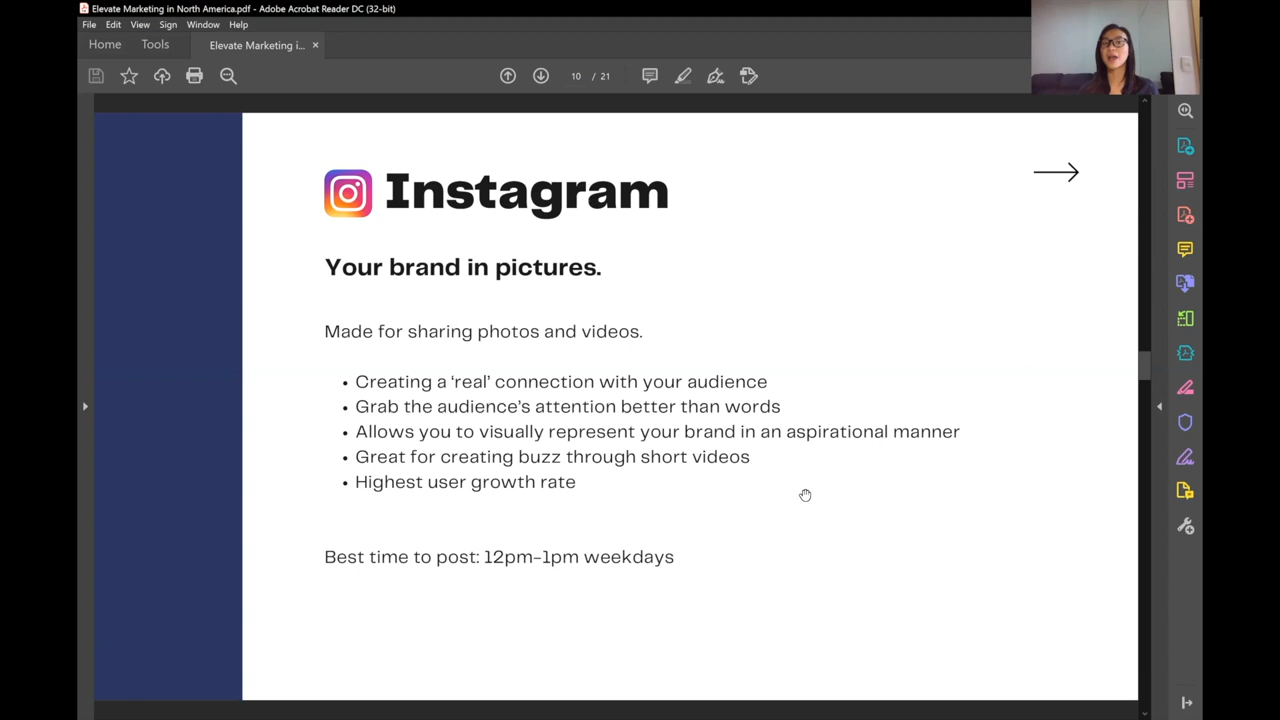 Elevate Marketing in North America.pdf - Adobe Acrobat Reader DC (32-bit)
File Edit View Sign Window Help
Home Tools Elevate Marketing i... ×
10 / 21
Instagram
Your brand in pictures.
Made for sharing photos and videos.
• Creating a ‘real’ connection with your audience
• Grab the audience’s attention better than words
• Allows you to visually represent your brand in an aspirational manner
• Great for creating buzz through short videos
• Highest user growth rate
Best time to post: 12pm-1pm weekdays